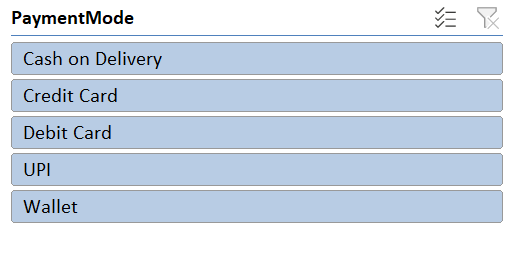 PaymentMode
Cash on Delivery
Credit Card
Debit Card
UPI
Wallet